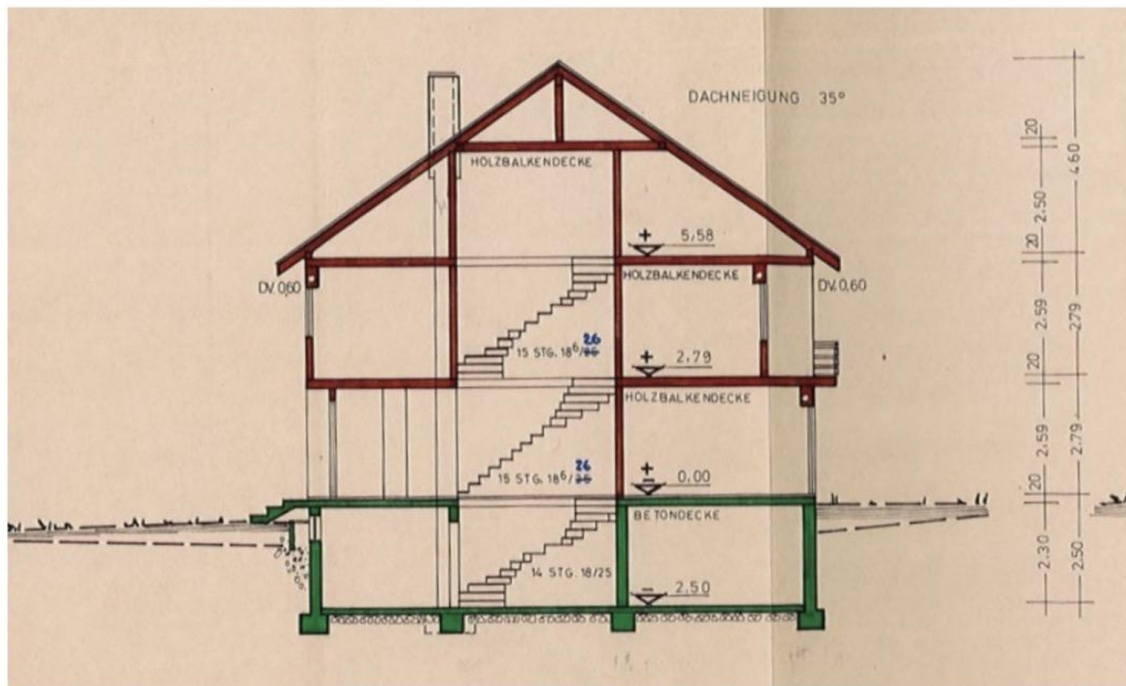 DACHNEIGUNG 35°
HOLZBALKENDECKE
+ 5,58
HOLZBALKENDECKE
DV. 0,60
DV. 0,60
15 STG. 18⁶/25 26
+ 2,79
HOLZBALKENDECKE
15 STG. 18⁶/25 26
± 0,00
BETONDECKE
14 STG. 18/25
− 2,50
20
2.50
20
2.59
20
2.59
20
2.30
4.60
2.79
2.79
2.50